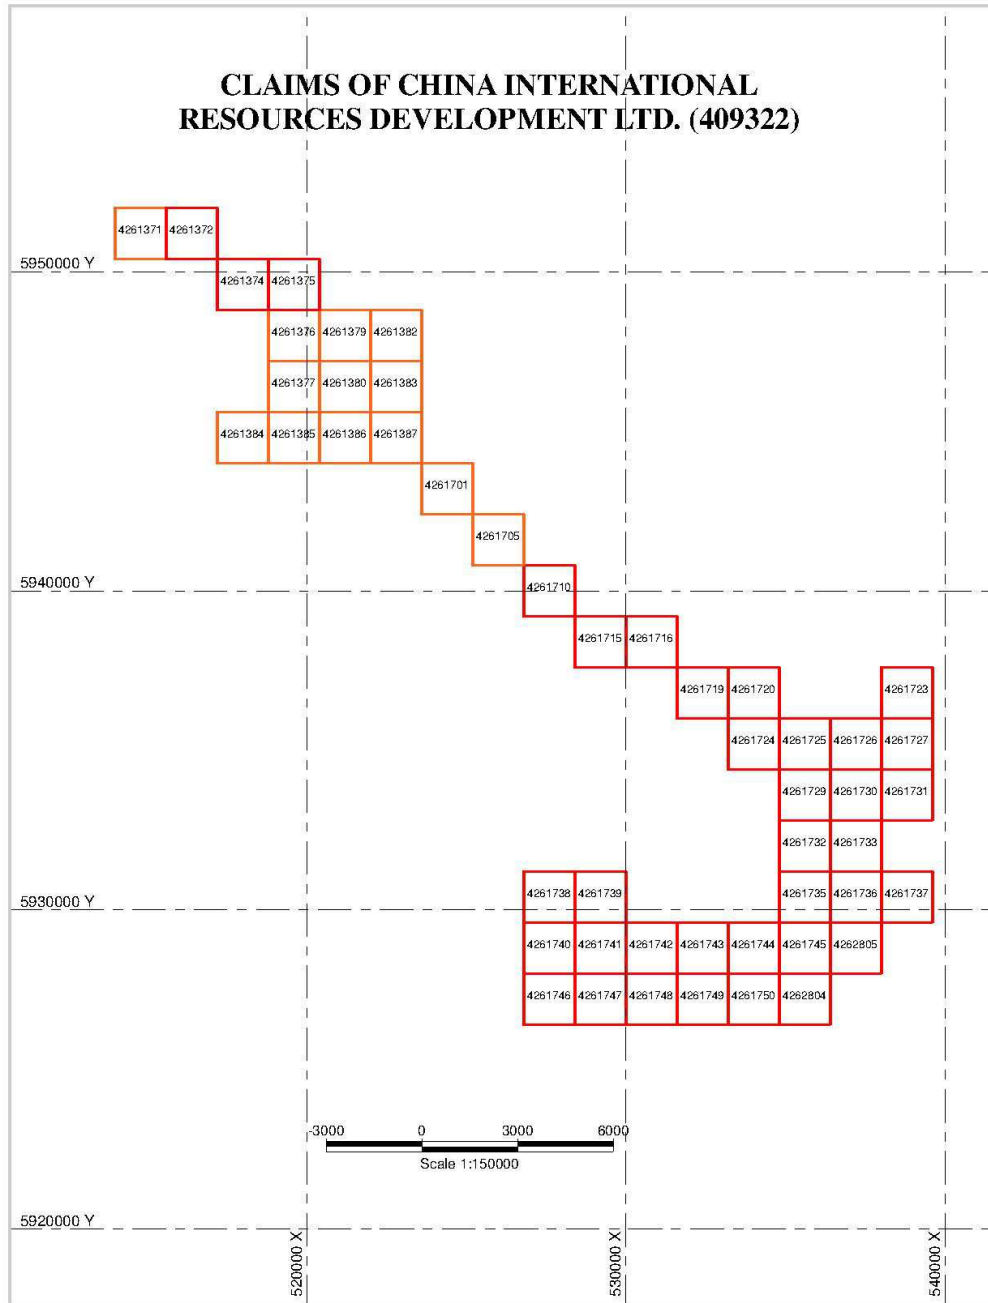 CLAIMS OF CHINA INTERNATIONAL
RESOURCES DEVELOPMENT LTD. (409322)
4261371 4261372
5950000 Y
4261374 4261375
4261376 4261379 4261382
4261377 4261380 4261383
4261384 4261385 4261386 4261387
4261701
4261705
5940000 Y
4261710
4261715 4261716
4261719 4261720 4261723
4261724 4261725 4261726 4261727
4261729 4261730 4261731
4261732 4261733
4261738 4261739 4261735 4261736 4261737
5930000 Y
4261740 4261741 4261742 4261743 4261744 4261745 4262805
4261746 4261747 4261748 4261749 4261750 4262804
-3000 0 3000 6000
Scale 1:150000
5920000 Y
520000 X 530000 X 540000 X